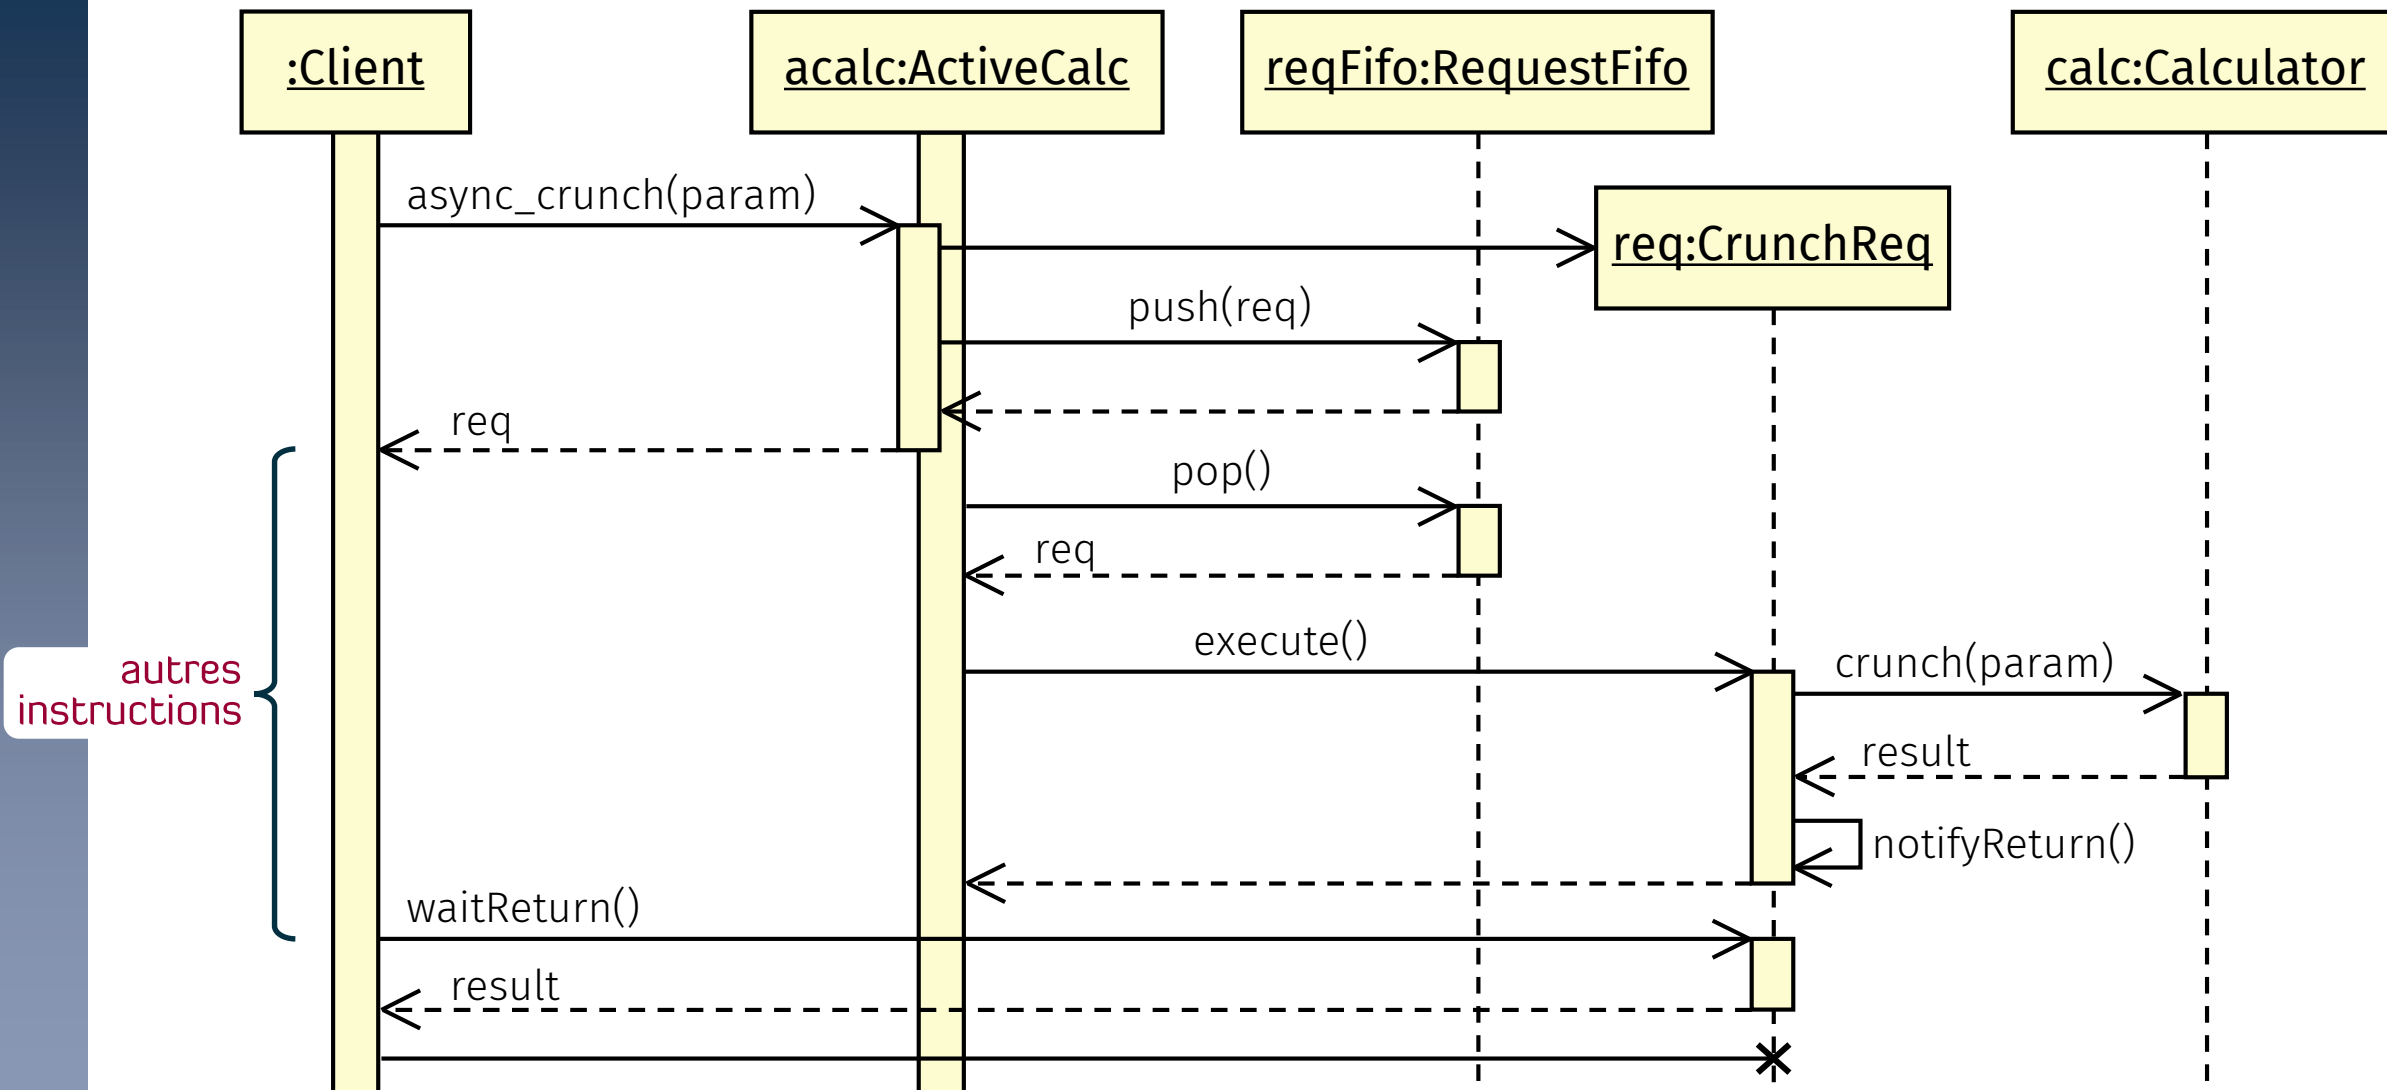 :Client
acalc:ActiveCalc
reqFifo:RequestFifo
calc:Calculator
async_crunch(param)
req:CrunchReq
push(req)
req
pop()
req
execute()
crunch(param)
autres
instructions
result
notifyReturn()
waitReturn()
result